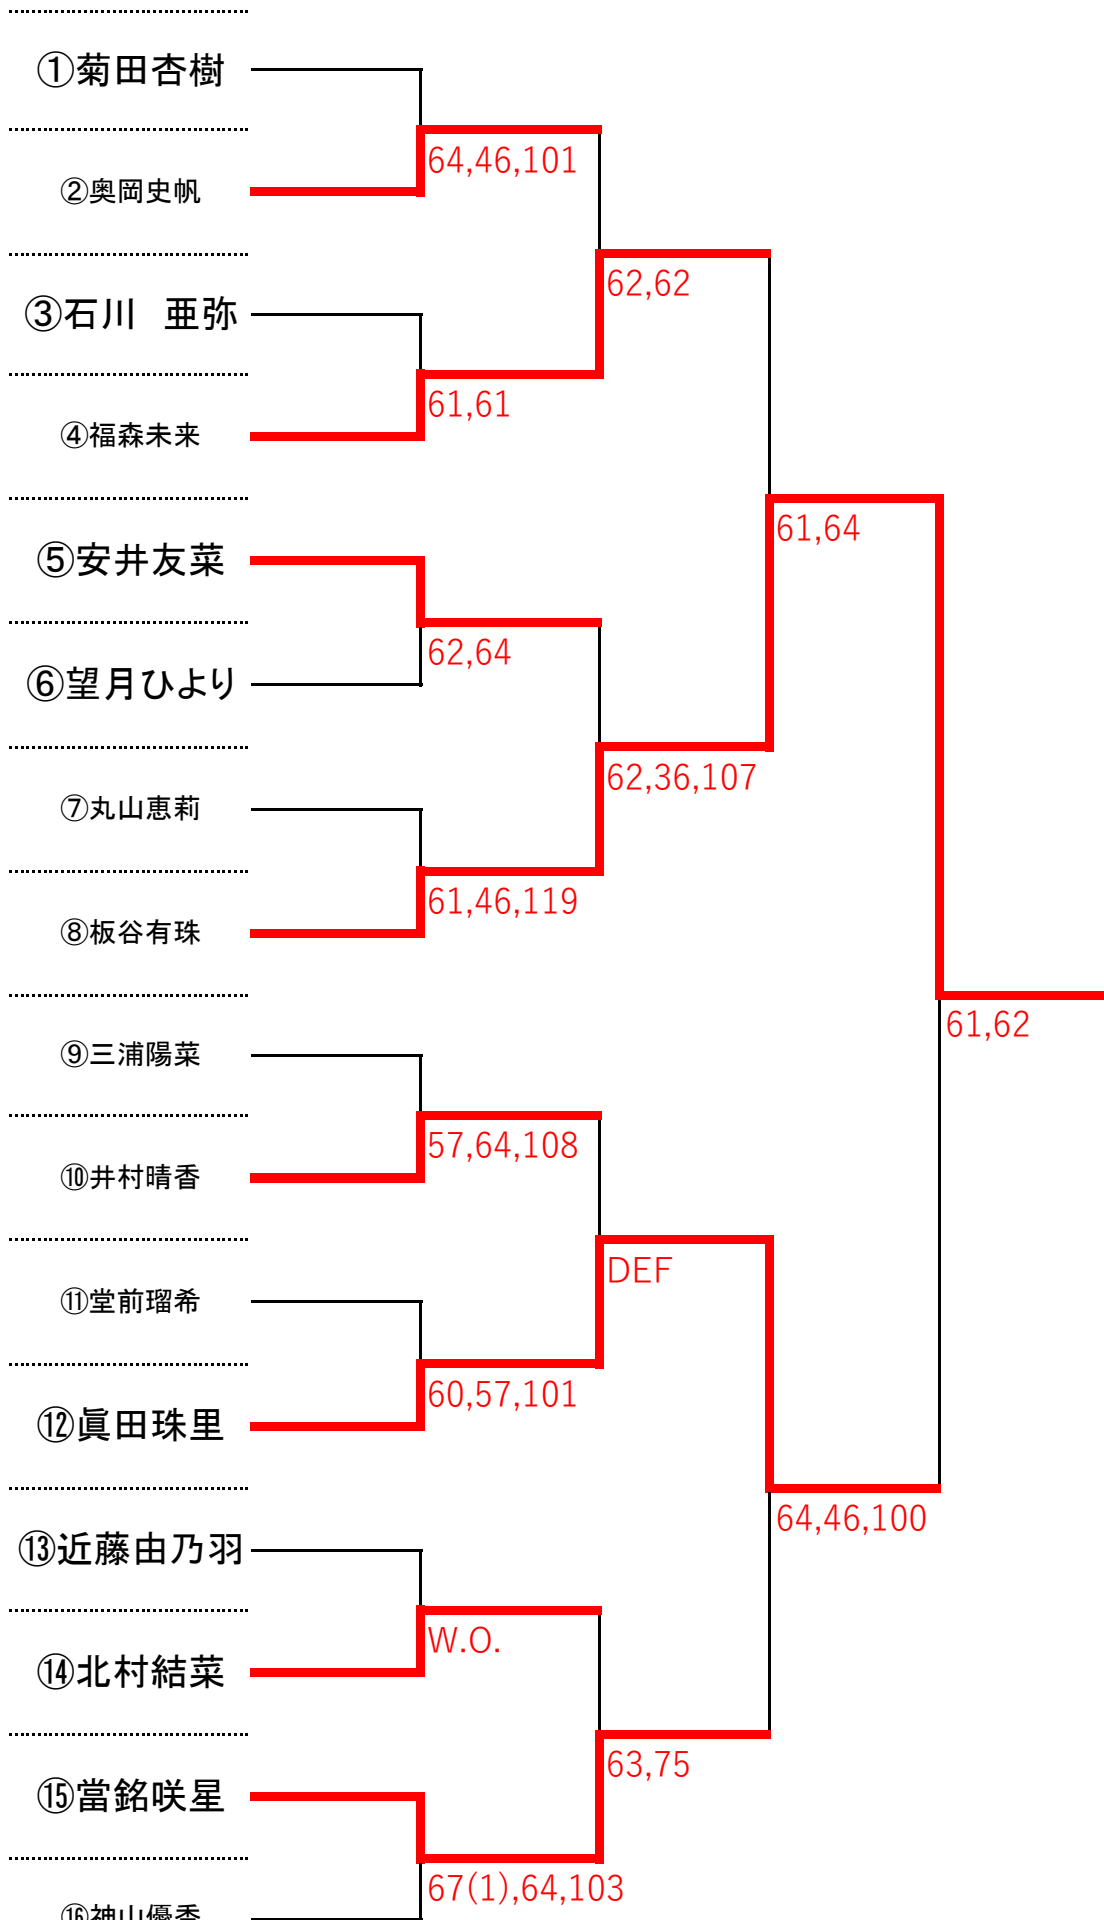 ①菊田杏樹
64,46,101
②奥岡史帆
62,62
③石川　亜弥
61,61
④福森未来
61,64
⑤安井友菜
62,64
⑥望月ひより
62,36,107
⑦丸山恵莉
61,46,119
⑧板谷有珠
61,62
⑨三浦陽菜
57,64,108
⑩井村晴香
DEF
⑪堂前瑠希
60,57,101
⑫眞田珠里
64,46,100
⑬近藤由乃羽
W.O.
⑭北村結菜
63,75
⑮當銘咲星
67(1),64,103
⑯神山優香